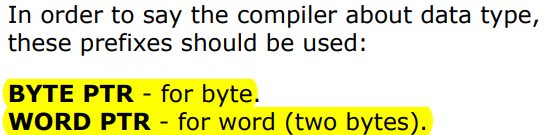 In order to say the compiler about data type,
these prefixes should be used:
BYTE PTR - for byte.
WORD PTR - for word (two bytes).